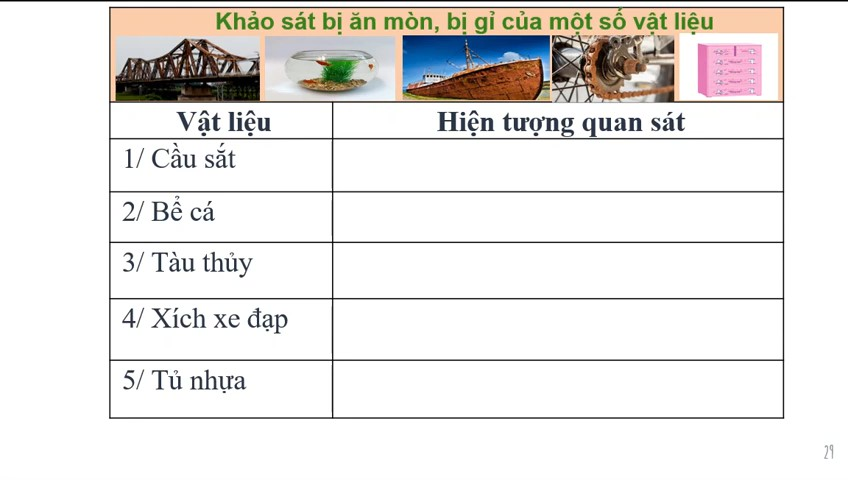 Khảo sát bị ăn mòn, bị gỉ của một số vật liệu
Vật liệu
Hiện tượng quan sát
1/ Cầu sắt
2/ Bể cá
3/ Tàu thủy
4/ Xích xe đạp
5/ Tủ nhựa
29